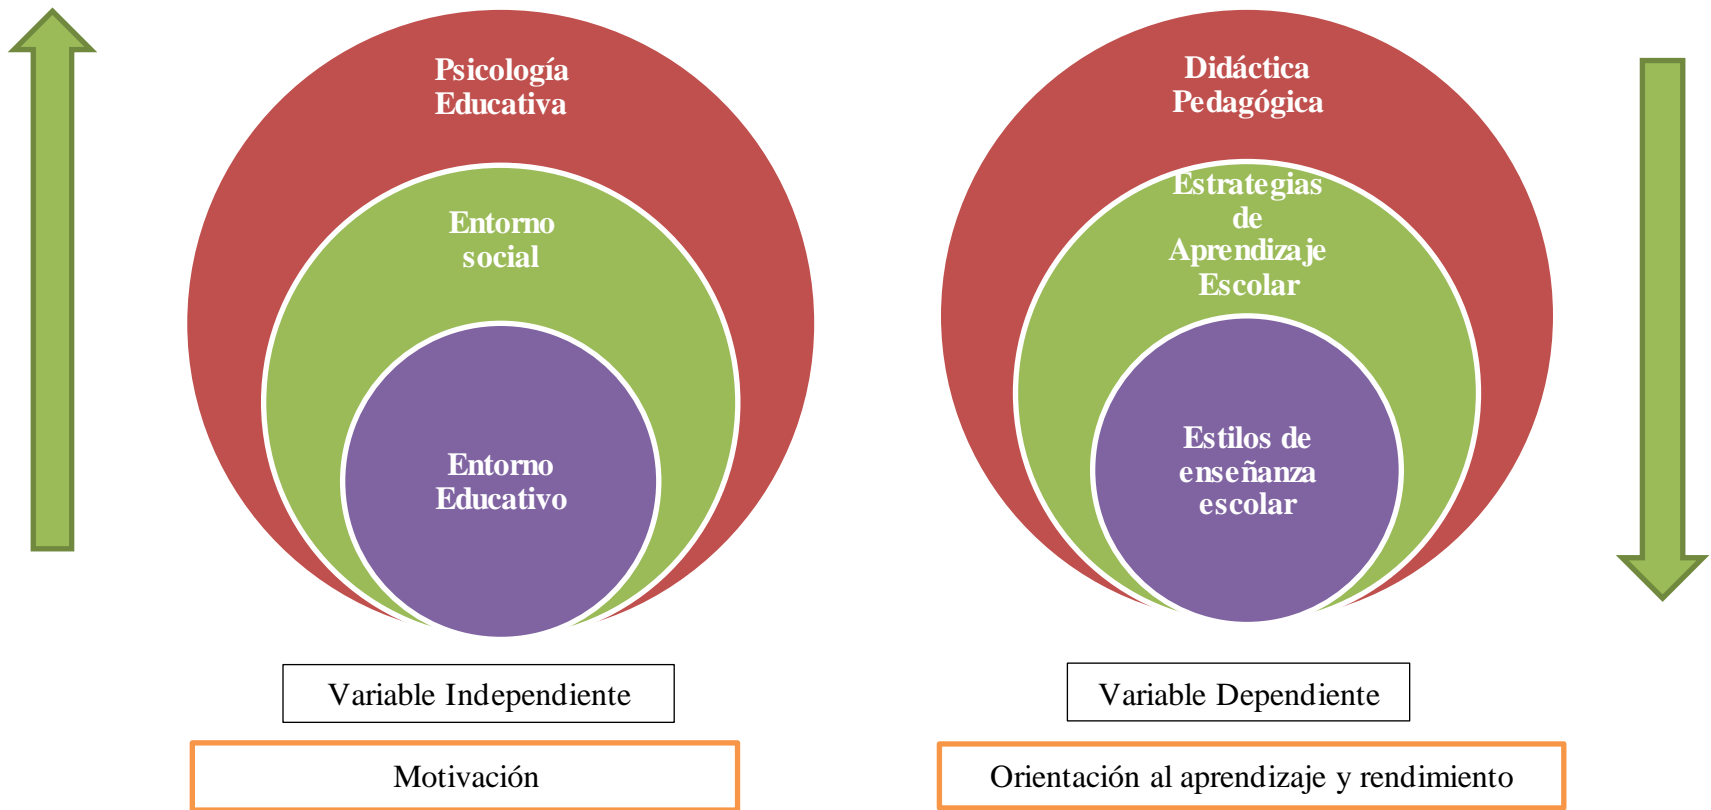 Psicología
Educativa
Entorno
social
Entorno
Educativo
Variable Independiente
Motivación
Didáctica
Pedagógica
Estrategias
de
Aprendizaje
Escolar
Estilos de
enseñanza
escolar
Variable Dependiente
Orientación al aprendizaje y rendimiento